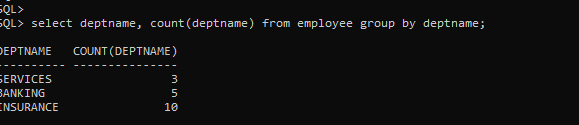 SQL>
SQL> select deptname, count(deptname) from employee group by deptname;
DEPTNAME COUNT(DEPTNAME)
---------- ---------------
SERVICES 3
BANKING 5
INSURANCE 10